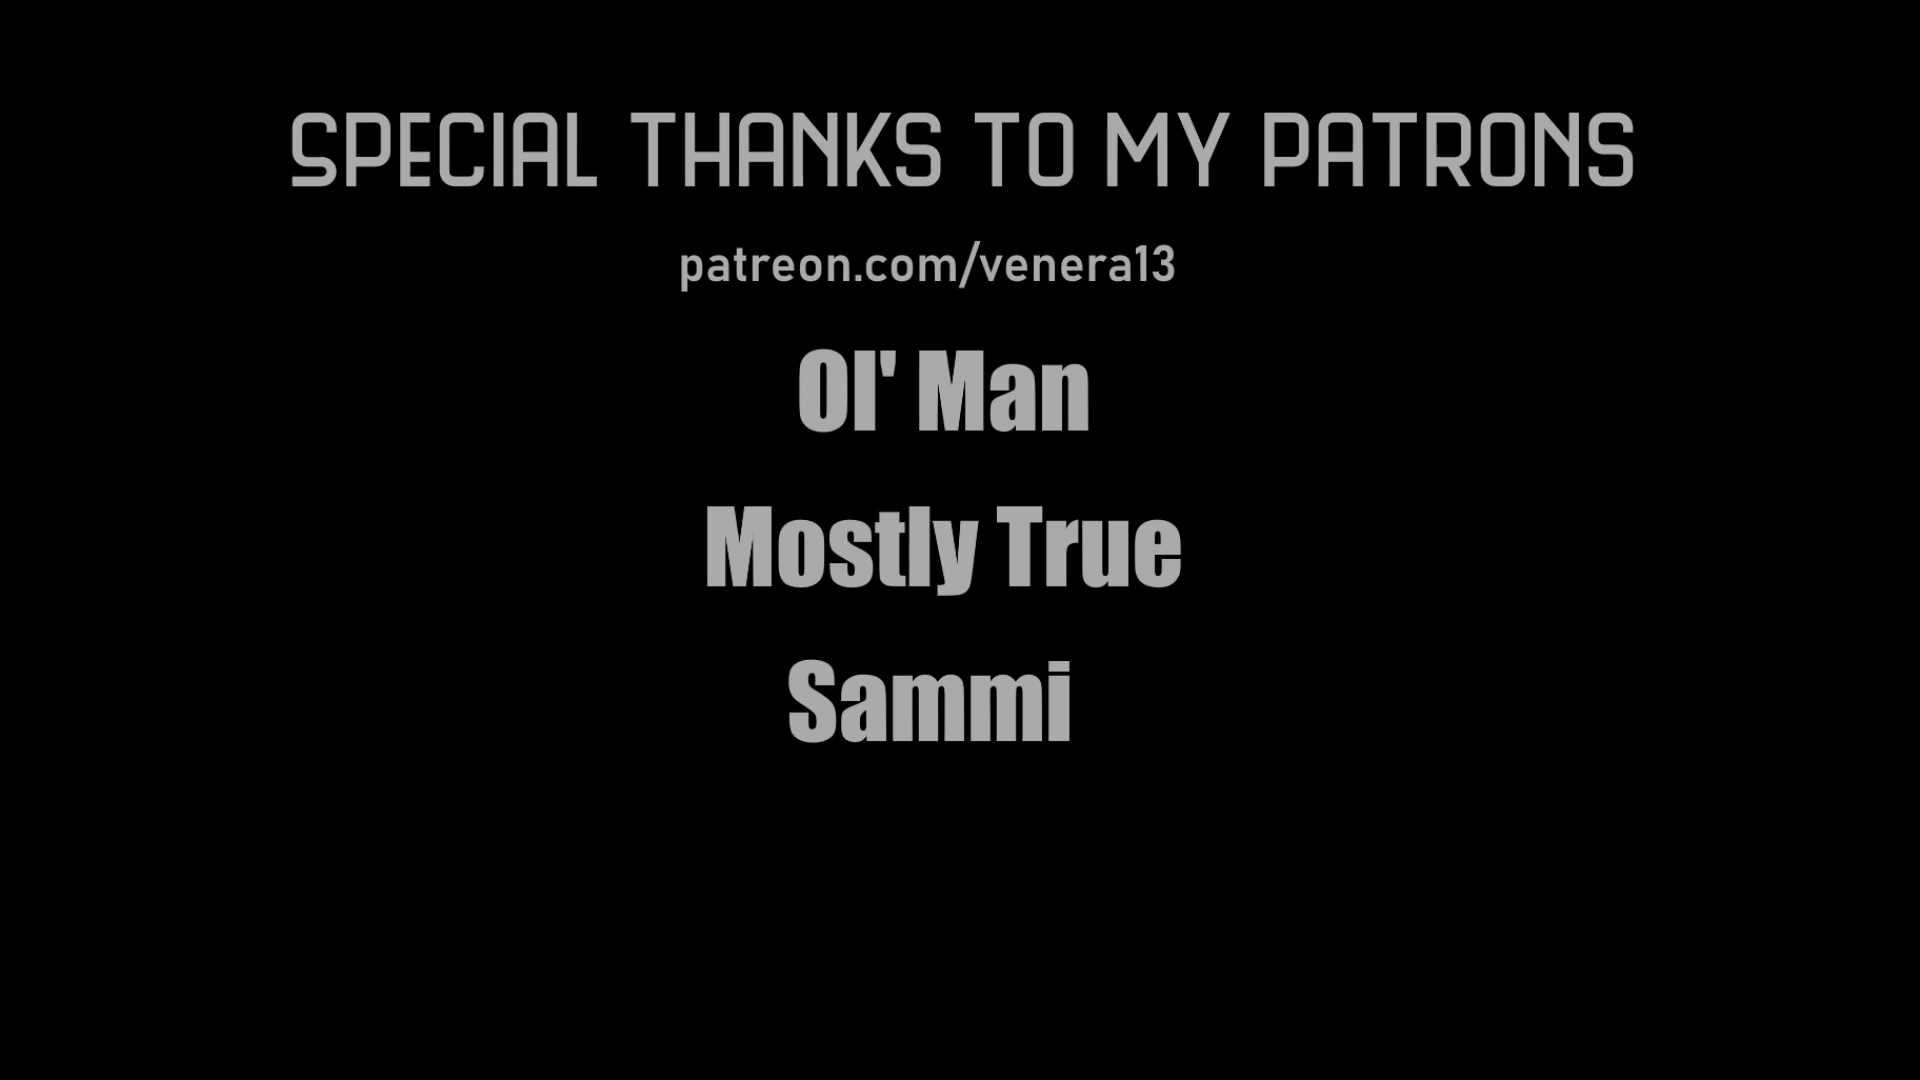 SPECIAL THANKS TO MY PATRONS
patreon.com/venera13
Ol' Man
Mostly True
Sammi